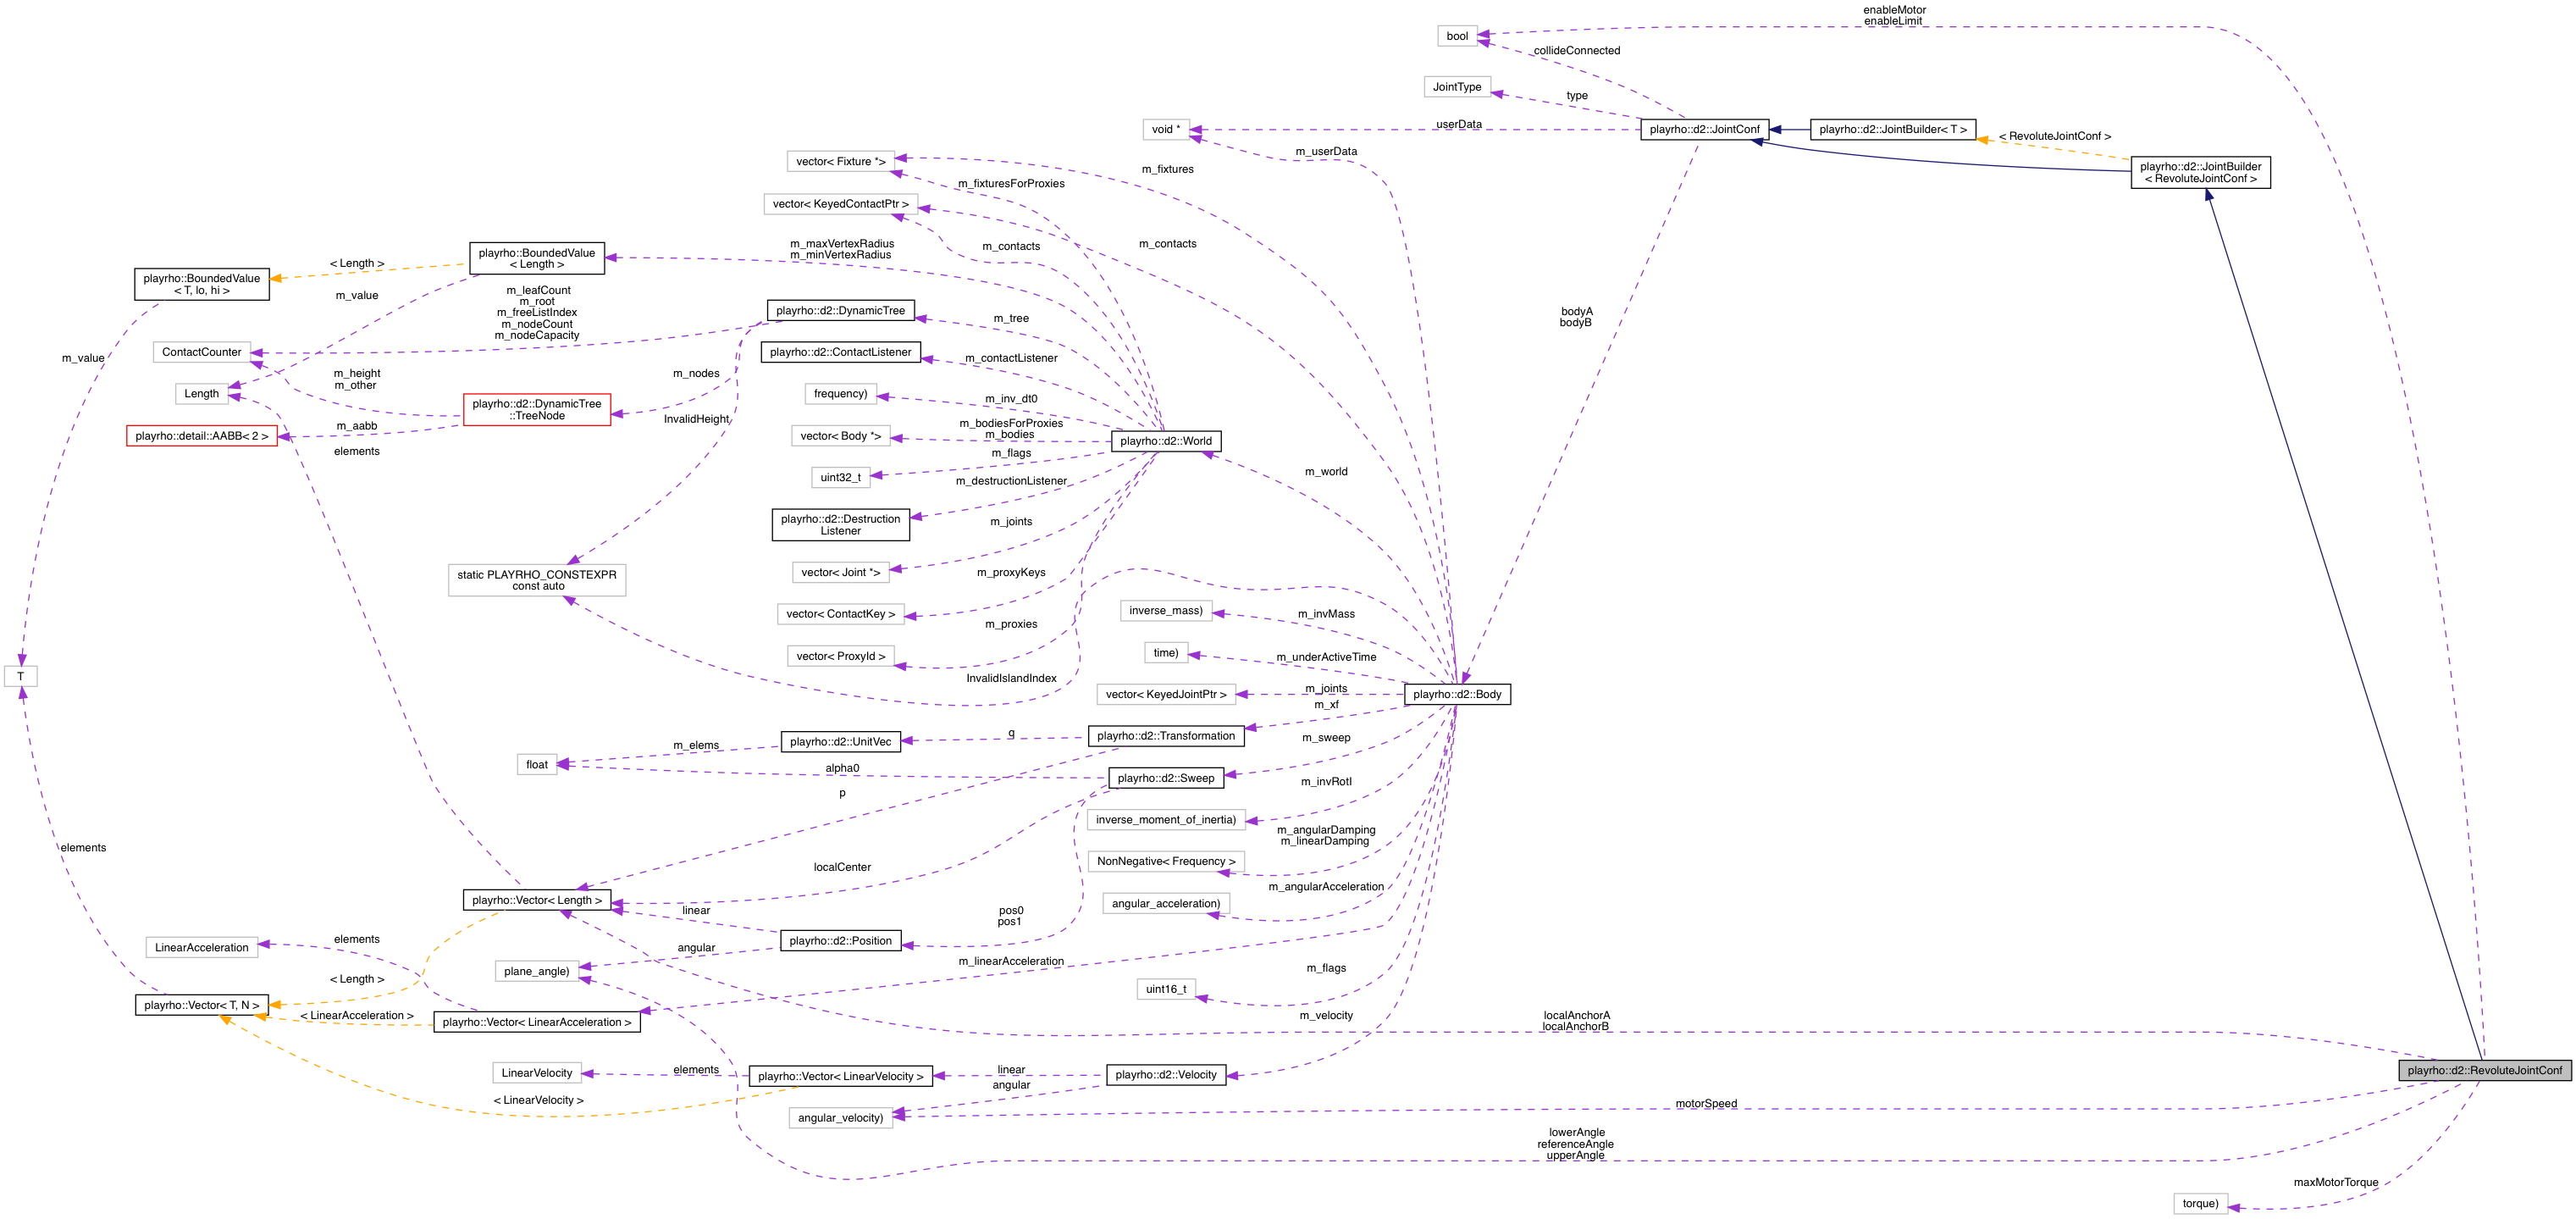 enableMotor
enableLimit
bool
collideConnected
JointType
type
void *
userData
playrho::d2::JointConf
playrho::d2::JointBuilder< T >
< RevoluteJointConf >
m_userData
vector< Fixture *>
m_fixtures
playrho::d2::JointBuilder
< RevoluteJointConf >
m_fixturesForProxies
vector< KeyedContactPtr >
m_contacts
m_contacts
m_maxVertexRadius
m_minVertexRadius
playrho::BoundedValue
< Length >
< Length >
playrho::BoundedValue
< T, lo, hi >
m_value
m_leafCount
m_root
m_freeListIndex
m_nodeCount
m_nodeCapacity
playrho::d2::DynamicTree
m_tree
bodyA
bodyB
ContactCounter
m_value
playrho::d2::ContactListener
m_contactListener
m_height
m_other
m_nodes
Length
frequency)
m_inv_dt0
playrho::d2::DynamicTree
::TreeNode
InvalidHeight
playrho::detail::AABB< 2 >
m_aabb
vector< Body *>
m_bodiesForProxies
m_bodies
playrho::d2::World
elements
m_flags
uint32_t
m_world
m_destructionListener
playrho::d2::Destruction
Listener
m_joints
vector< Joint *>
static PLAYRHO_CONSTEXPR
const auto
m_proxyKeys
vector< ContactKey >
inverse_mass)
m_invMass
m_proxies
vector< ProxyId >
time)
m_underActiveTime
T
InvalidIslandIndex
vector< KeyedJointPtr >
m_joints
playrho::d2::Body
m_xf
playrho::d2::Transformation
q
playrho::d2::UnitVec
m_elems
m_sweep
float
alpha0
playrho::d2::Sweep
m_invRotI
p
inverse_moment_of_inertia)
m_angularDamping
m_linearDamping
elements
NonNegative< Frequency >
localCenter
m_angularAcceleration
playrho::Vector< Length >
angular_acceleration)
linear
pos0
pos1
elements
LinearAcceleration
playrho::d2::Position
angular
m_linearAcceleration
plane_angle)
m_flags
< Length >
uint16_t
playrho::Vector< T, N >
< LinearAcceleration >
playrho::Vector< LinearAcceleration >
m_velocity
localAnchorA
localAnchorB
LinearVelocity
elements
playrho::Vector< LinearVelocity >
linear
angular
playrho::d2::Velocity
playrho::d2::RevoluteJointConf
< LinearVelocity >
angular_velocity)
motorSpeed
lowerAngle
referenceAngle
upperAngle
maxMotorTorque
torque)